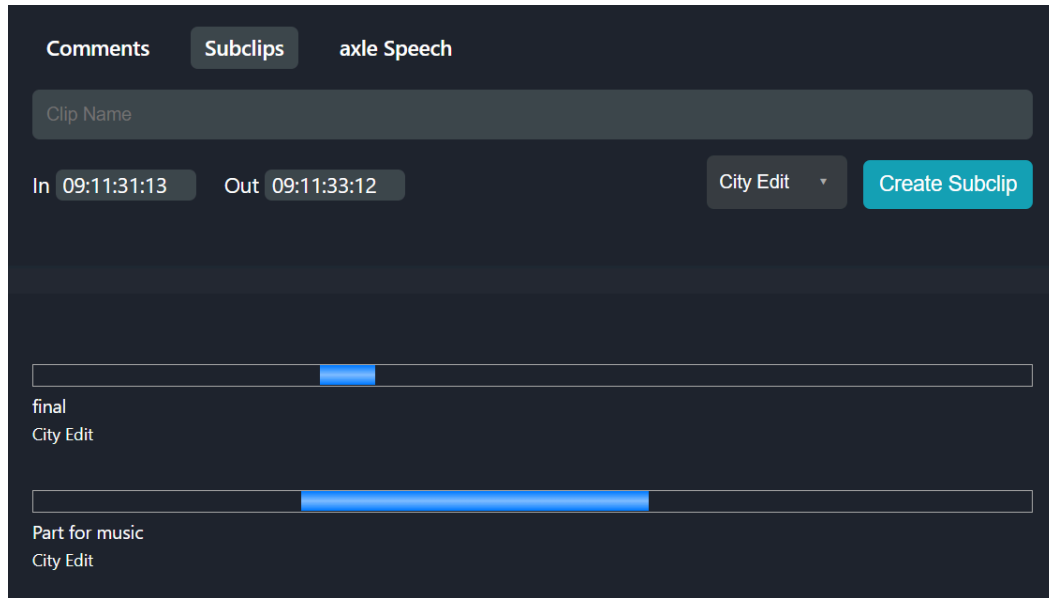 Comments Subclips axle Speech
Clip Name
In 09:11:31:13 Out 09:11:33:12 City Edit Create Subclip
final
City Edit
Part for music
City Edit